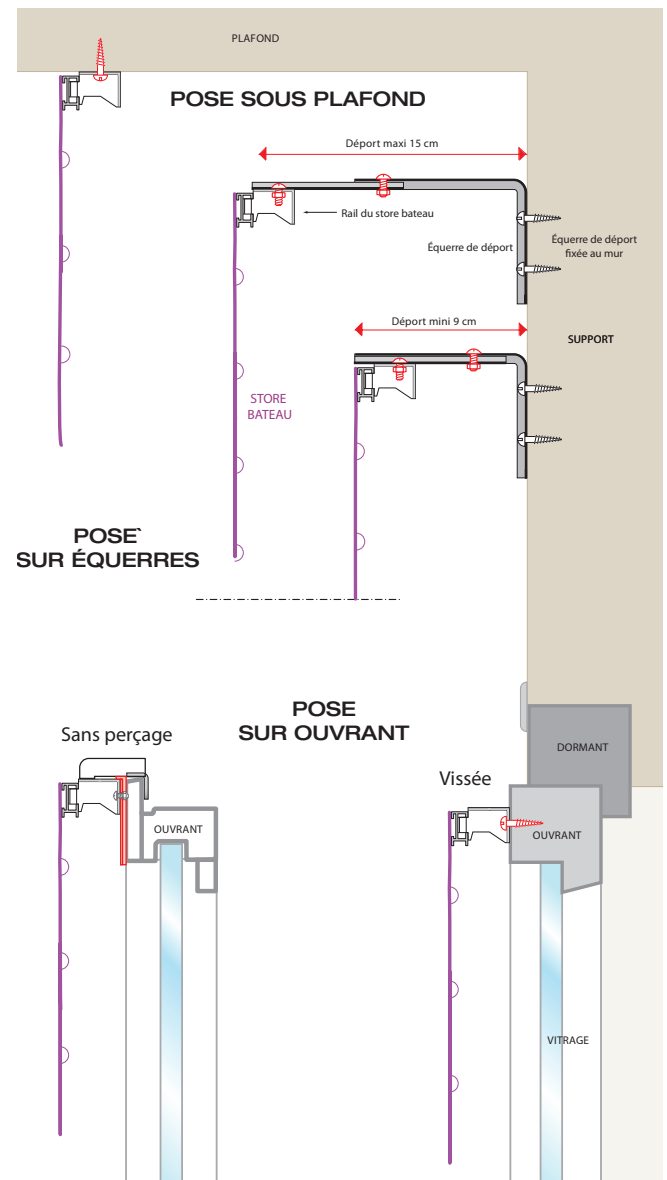 PLAFOND
POSE SOUS PLAFOND
Déport maxi 15 cm
Rail du store bateau
Équerre de déport
Équerre de déport
fixée au mur
Déport mini 9 cm
SUPPORT
STORE
BATEAU
POSE`
SUR ÉQUERRES
POSE
SUR OUVRANT
Sans perçage
DORMANT
Vissée
OUVRANT
OUVRANT
VITRAGE